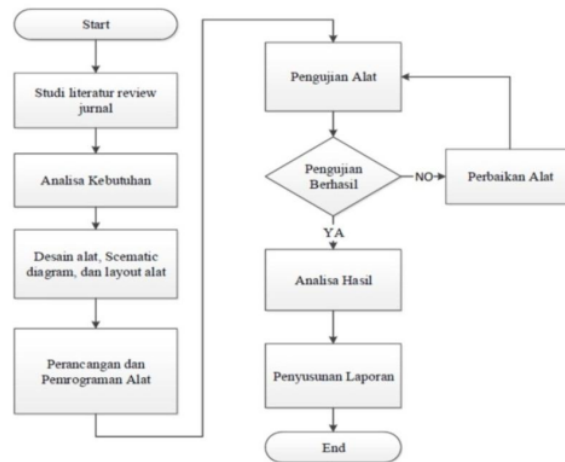 Start
Studi literatur review
jurnal
Analisa Kebutuhan
Desain alat, Scematic
diagram, dan layout alat
Perancangan dan
Pemrograman Alat
Pengujian Alat
Pengujian
Berhasil
NO
Perbaikan Alat
YA
Analisa Hasil
Penyusunan Laporan
End